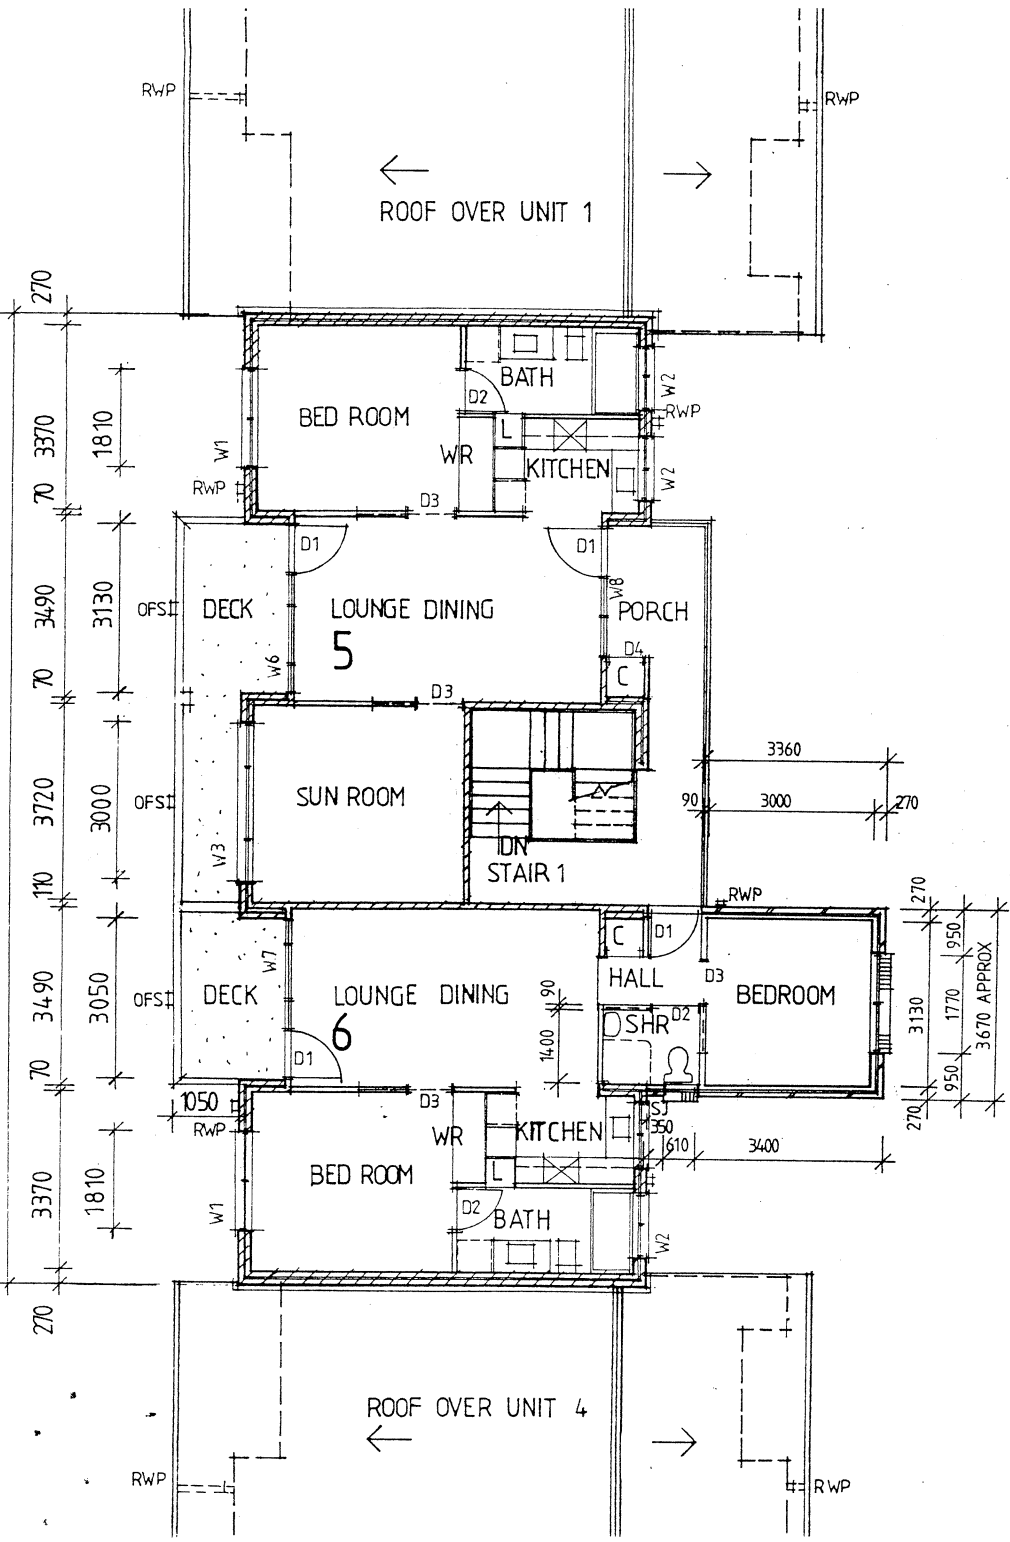 RWP
RWP
ROOF OVER UNIT 1
270
3370
1810
70
3490
3130
70
3720
3000
110
3490
3050
70
3370
1810
270
BATH
D2
BED ROOM
W1
RWP
WR
L
KITCHEN
W2
RWP
W2
D3
D1
D1
OFS
DECK
LOUNGE DINING
5
W6
W8
PORCH
D4
C
D3
SUN ROOM
OFS
W3
DN
STAIR 1
3360
90
3000
270
RWP
C
D1
HALL
D3
BEDROOM
W7
OFS
DECK
LOUNGE DINING
6
D1
90
1400
SHR
D2
270
950
3130
1770
3670 APPROX
950
270
1050
RWP
D3
WR
KITCHEN
SJ
350
610
3400
BED ROOM
L
W1
D2
BATH
W2
ROOF OVER UNIT 4
RWP
RWP